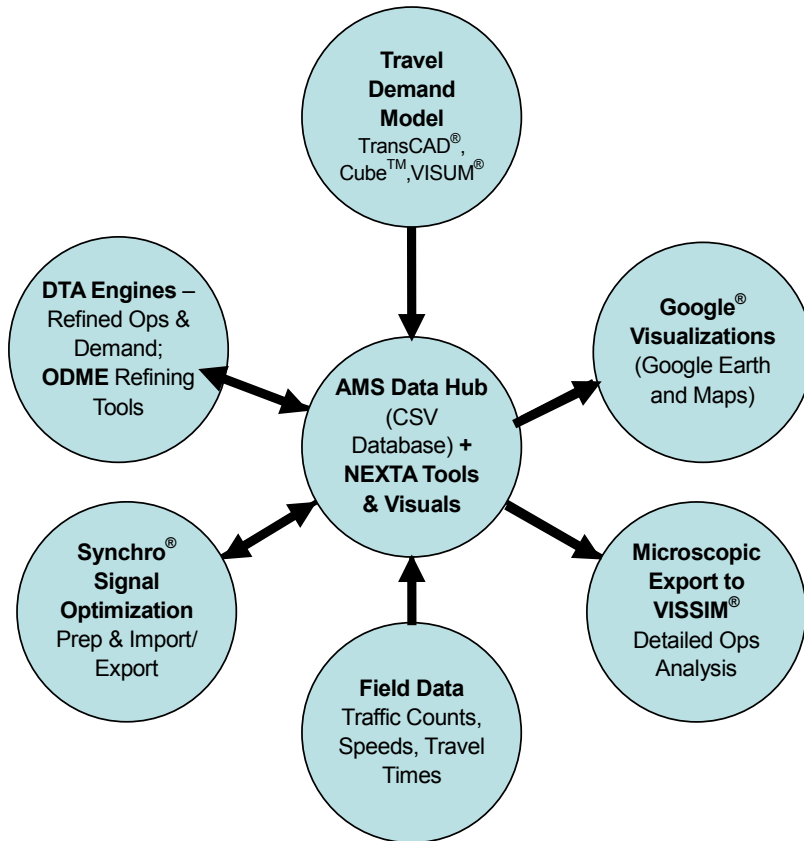 Travel
Demand
Model
TransCAD®,
Cube™,VISUM®
DTA Engines –
Refined Ops &
Demand;
ODME Refining
Tools
Google®
Visualizations
(Google Earth
and Maps)
AMS Data Hub
(CSV
Database) +
NEXTA Tools
& Visuals
Synchro®
Signal
Optimization
Prep & Import/
Export
Microscopic
Export to
VISSIM®
Detailed Ops
Analysis
Field Data
Traffic Counts,
Speeds, Travel
Times